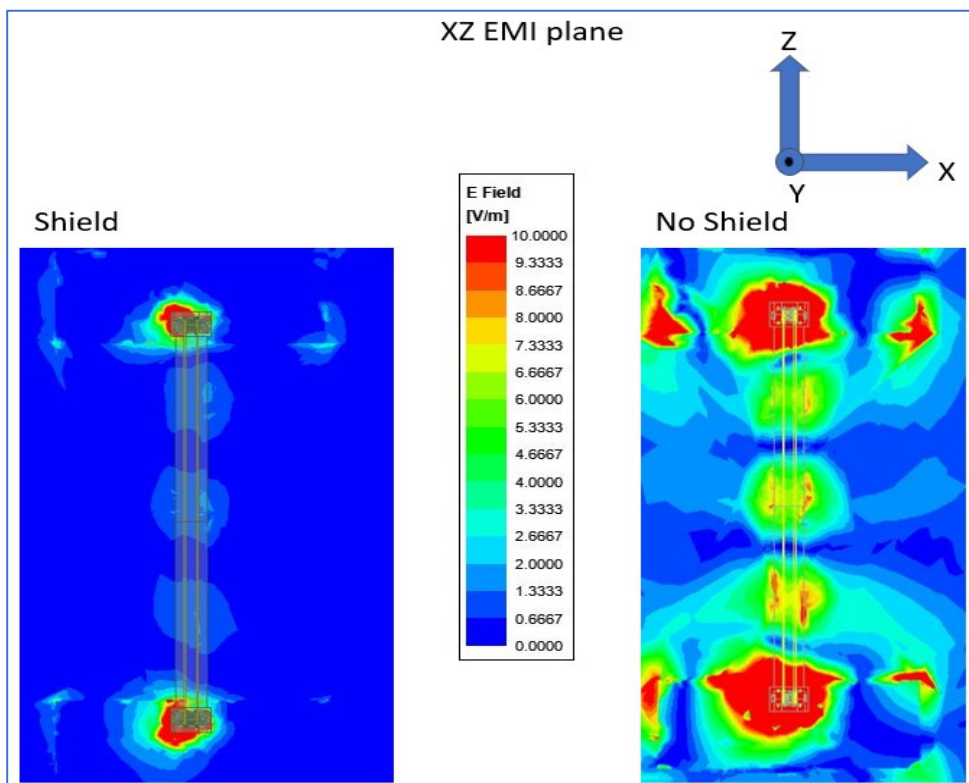 XZ EMI plane
Z
X
Y
Shield
No Shield
E Field
[V/m]
10.0000
9.3333
8.6667
8.0000
7.3333
6.6667
6.0000
5.3333
4.6667
4.0000
3.3333
2.6667
2.0000
1.3333
0.6667
0.0000